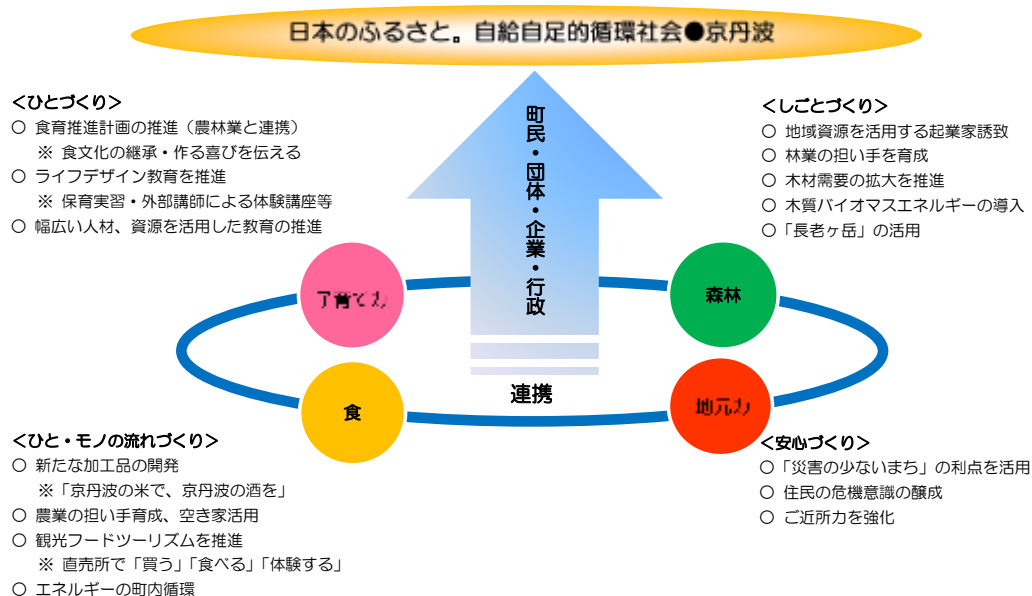 日本のふるさと。自給自足的循環社会●京丹波
町民・団体・企業・行政
連携
＜ひとづくり＞
○ 食育推進計画の推進（農林業と連携）
※ 食文化の継承・作る喜びを伝える
○ ライフデザイン教育を推進
※ 保育実習・外部講師による体験講座等
○ 幅広い人材、資源を活用した教育の推進
＜しごとづくり＞
○ 地域資源を活用する起業家誘致
○ 林業の担い手を育成
○ 木材需要の拡大を推進
○ 木質バイオマスエネルギーの導入
○「長老ヶ岳」の活用
子育て力
森林
食
地元力
＜ひと・モノの流れづくり＞
○ 新たな加工品の開発
※「京丹波の米で、京丹波の酒を」
○ 農業の担い手育成、空き家活用
○ 観光フードツーリズムを推進
※ 直売所で「買う」「食べる」「体験する」
○ エネルギーの町内循環
＜安心づくり＞
○「災害の少ないまち」の利点を活用
○ 住民の危機意識の醸成
○ ご近所力を強化